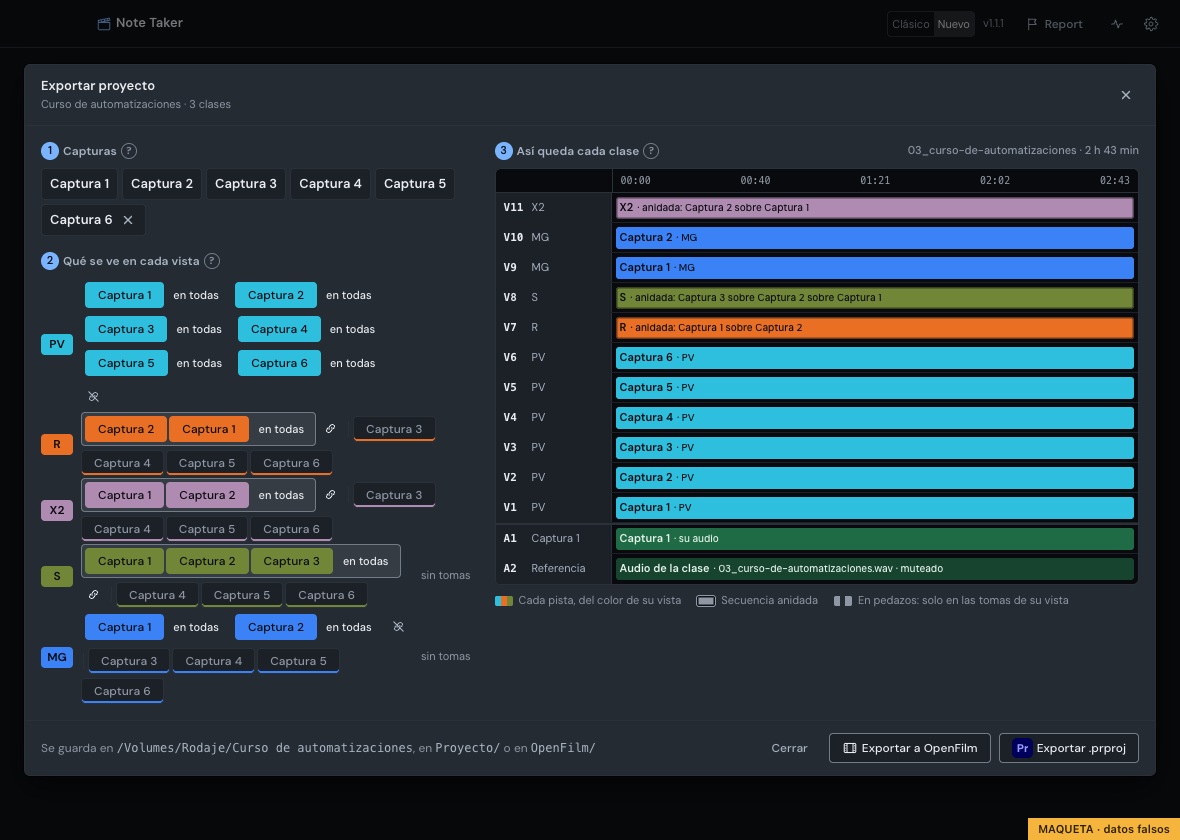 Note Taker
Clásico Nuevo v1.1.1 Report
Exportar proyecto
Curso de automatizaciones · 3 clases
1 Capturas ?
Captura 1 Captura 2 Captura 3 Captura 4 Captura 5
Captura 6
2 Qué se ve en cada vista ?
PV
Captura 1 en todas Captura 2 en todas
Captura 3 en todas Captura 4 en todas
Captura 5 en todas Captura 6 en todas
R
Captura 2 Captura 1 en todas Captura 3
Captura 4 Captura 5 Captura 6
X2
Captura 1 Captura 2 en todas Captura 3
Captura 4 Captura 5 Captura 6
S
Captura 1 Captura 2 Captura 3 en todas
Captura 4 Captura 5 Captura 6
sin tomas
MG
Captura 1 en todas Captura 2 en todas
Captura 3 Captura 4 Captura 5
Captura 6
sin tomas
3 Así queda cada clase ? 03_curso-de-automatizaciones · 2 h 43 min
00:00 00:40 01:21 02:02 02:43
V11 X2 X2 · anidada: Captura 2 sobre Captura 1
V10 MG Captura 2 · MG
V9 MG Captura 1 · MG
V8 S S · anidada: Captura 3 sobre Captura 2 sobre Captura 1
V7 R R · anidada: Captura 1 sobre Captura 2
V6 PV Captura 6 · PV
V5 PV Captura 5 · PV
V4 PV Captura 4 · PV
V3 PV Captura 3 · PV
V2 PV Captura 2 · PV
V1 PV Captura 1 · PV
A1 Captura 1 Captura 1 · su audio
A2 Referencia Audio de la clase · 03_curso-de-automatizaciones.wav · muteado
Cada pista, del color de su vista Secuencia anidada En pedazos: solo en las tomas de su vista
Se guarda en /Volumes/Rodaje/Curso de automatizaciones, en Proyecto/ o en OpenFilm/
Cerrar Exportar a OpenFilm Pr Exportar .prproj
MAQUETA · datos falsos